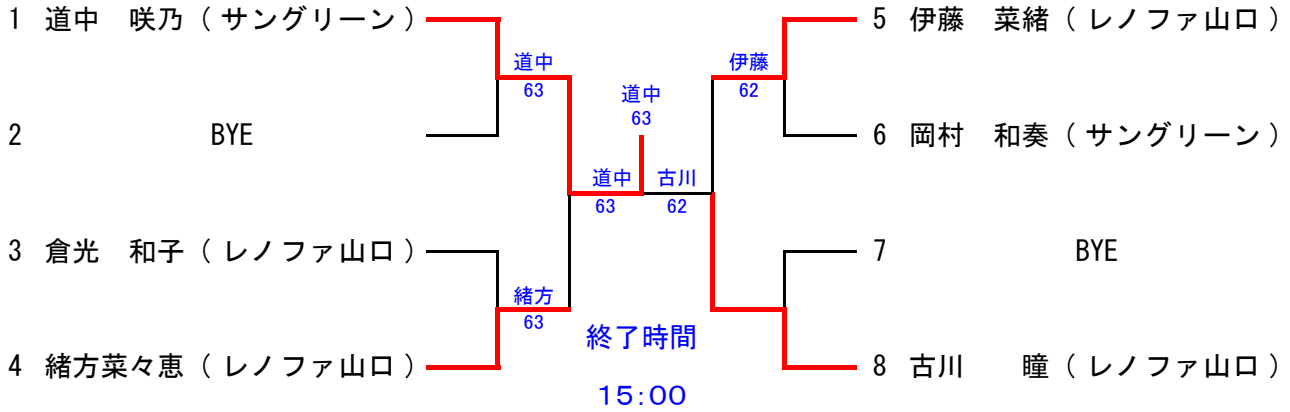 1 道中　咲乃（サングリーン）
5 伊藤　菜緒（レノファ山口）
道中
63
伊藤
62
道中
63
2 BYE
6 岡村　和奏（サングリーン）
道中
63
古川
62
3 倉光　和子（レノファ山口）
7 BYE
緒方
63
終了時間
4 緒方菜々恵（レノファ山口）
8 古川　　瞳（レノファ山口）
15:00